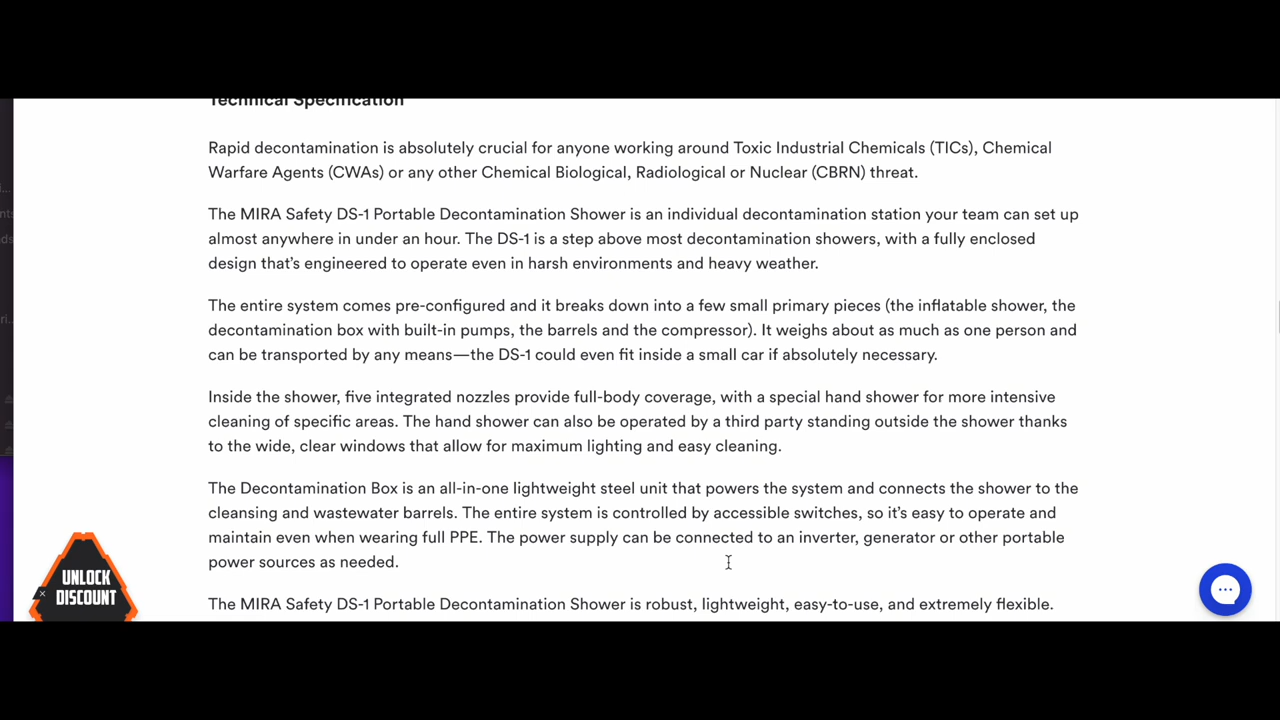 Technical Specification
Rapid decontamination is absolutely crucial for anyone working around Toxic Industrial Chemicals (TICs), Chemical
Warfare Agents (CWAs) or any other Chemical Biological, Radiological or Nuclear (CBRN) threat.
The MIRA Safety DS-1 Portable Decontamination Shower is an individual decontamination station your team can set up
almost anywhere in under an hour. The DS-1 is a step above most decontamination showers, with a fully enclosed
design that’s engineered to operate even in harsh environments and heavy weather.
The entire system comes pre-configured and it breaks down into a few small primary pieces (the inflatable shower, the
decontamination box with built-in pumps, the barrels and the compressor). It weighs about as much as one person and
can be transported by any means—the DS-1 could even fit inside a small car if absolutely necessary.
Inside the shower, five integrated nozzles provide full-body coverage, with a special hand shower for more intensive
cleaning of specific areas. The hand shower can also be operated by a third party standing outside the shower thanks
to the wide, clear windows that allow for maximum lighting and easy cleaning.
The Decontamination Box is an all-in-one lightweight steel unit that powers the system and connects the shower to the
cleansing and wastewater barrels. The entire system is controlled by accessible switches, so it’s easy to operate and
maintain even when wearing full PPE. The power supply can be connected to an inverter, generator or other portable
power sources as needed.
The MIRA Safety DS-1 Portable Decontamination Shower is robust, lightweight, easy-to-use, and extremely flexible.
UNLOCK
DISCOUNT